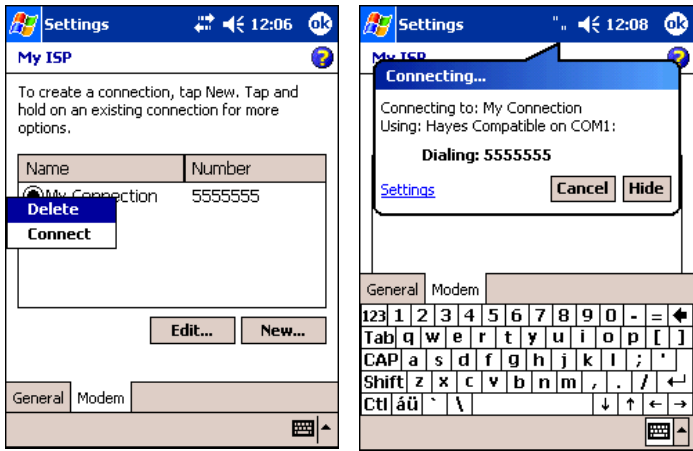 Settings 12:06 ok
My ISP
To create a connection, tap New. Tap and
hold on an existing connection for more
options.
Name Number
My Connection 5555555
Delete
Connect
Edit... New...
General Modem
Settings 12:08 ok
My ISP
Connecting...
Connecting to: My Connection
Using: Hayes Compatible on COM1:
Dialing: 5555555
Settings Cancel Hide
General Modem
123 1 2 3 4 5 6 7 8 9 0 - = 
Tab q w e r t y u i o p [ ]
CAP a s d f g h j k l ; '
Shift z x c v b n m , . / ↵
Ctl áü ` \ ↓ ↑ ← →